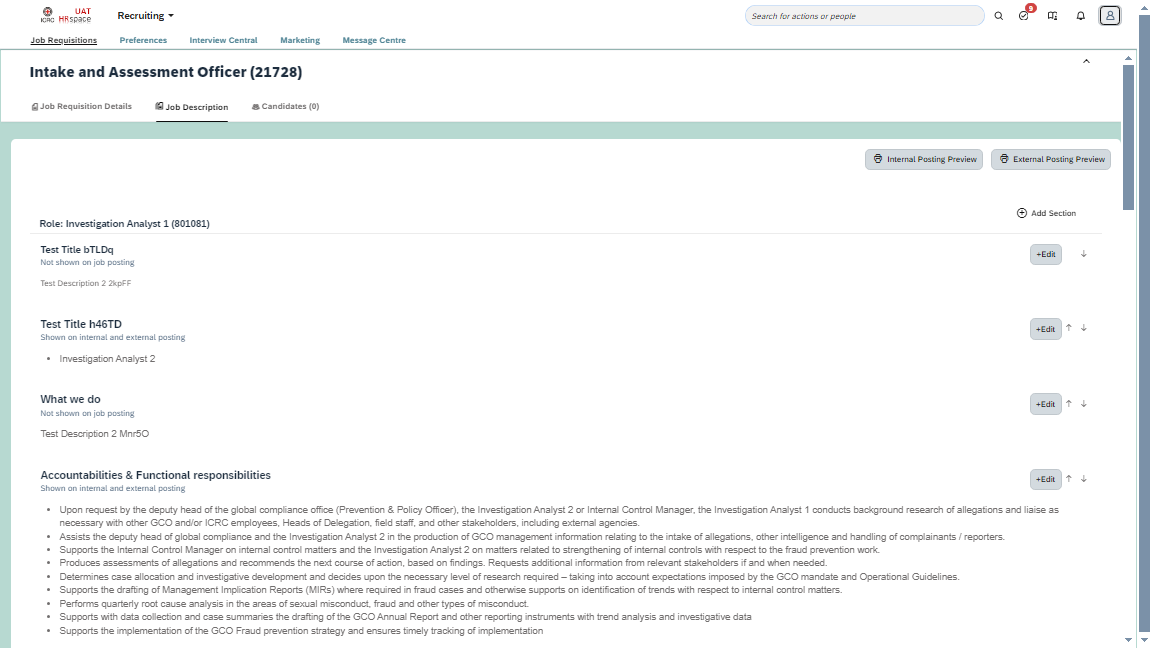 ICRC UAT HRspace
Recruiting
Search for actions or people
9
Job Requisitions Preferences Interview Central Marketing Message Centre
Intake and Assessment Officer (21728)
Job Requisition Details Job Description Candidates (0)
Internal Posting Preview External Posting Preview
Add Section
Role: Investigation Analyst 1 (801081)
Test Title bTLDq
Not shown on job posting
+Edit
Test Description 2 2kpFF
Test Title h46TD
Shown on internal and external posting
+Edit
• Investigation Analyst 2
What we do
Not shown on job posting
+Edit
Test Description 2 Mnr5O
Accountabilities & Functional responsibilities
Shown on internal and external posting
+Edit
• Upon request by the deputy head of the global compliance office (Prevention & Policy Officer), the Investigation Analyst 2 or Internal Control Manager, the Investigation Analyst 1 conducts background research of allegations and liaise as
necessary with other GCO and/or ICRC employees, Heads of Delegation, field staff, and other stakeholders, including external agencies.
• Assists the deputy head of global compliance and the Investigation Analyst 2 in the production of GCO management information relating to the intake of allegations, other intelligence and handling of complainants / reporters.
• Supports the Internal Control Manager on internal control matters and the Investigation Analyst 2 on matters related to strengthening of internal controls with respect to the fraud prevention work.
• Produces assessments of allegations and recommends the next course of action, based on findings. Requests additional information from relevant stakeholders if and when needed.
• Determines case allocation and investigative development and decides upon the necessary level of research required – taking into account expectations imposed by the GCO mandate and Operational Guidelines.
• Supports the drafting of Management Implication Reports (MIRs) where required in fraud cases and otherwise supports on identification of trends with respect to internal control matters.
• Performs quarterly root cause analysis in the areas of sexual misconduct, fraud and other types of misconduct.
• Supports with data collection and case summaries the drafting of the GCO Annual Report and other reporting instruments with trend analysis and investigative data
• Supports the implementation of the GCO Fraud prevention strategy and ensures timely tracking of implementation